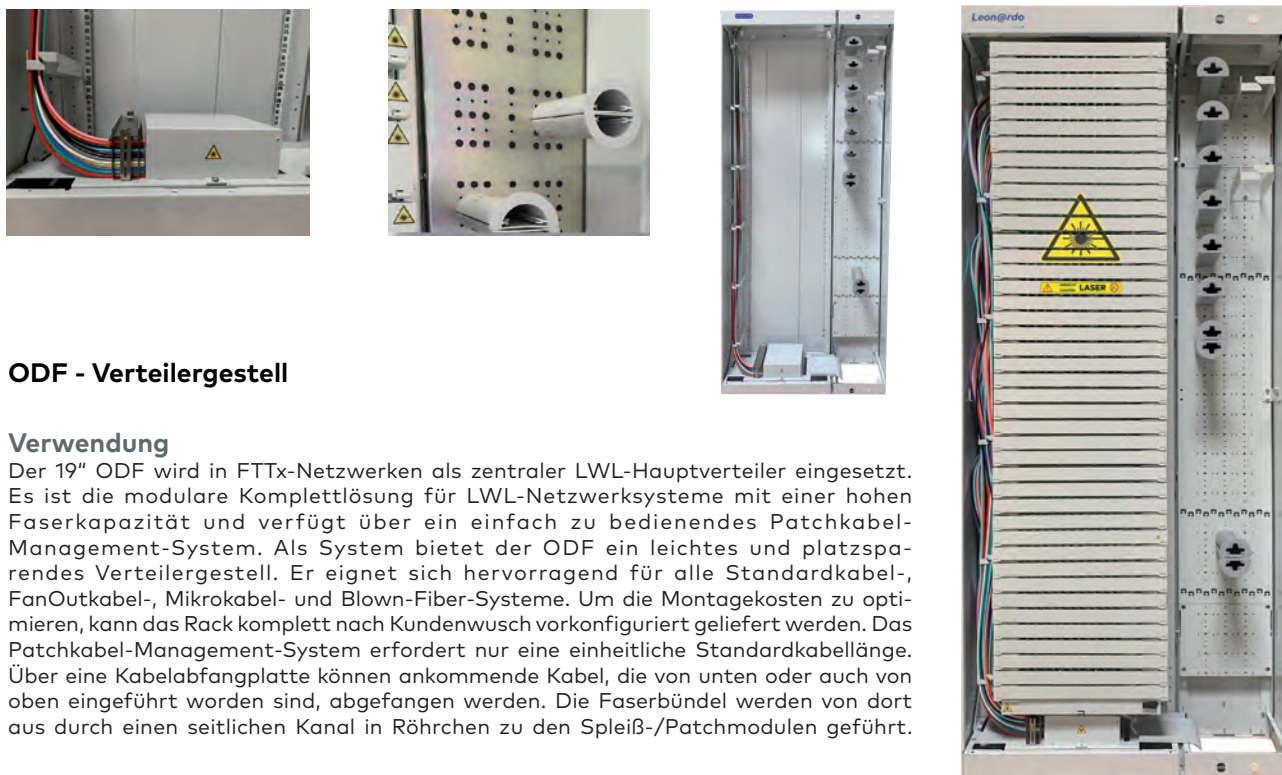 Leon@rdo
VORSICHT
CAUTION
LASER
ODF - Verteilergestell
Verwendung
Der 19“ ODF wird in FTTx-Netzwerken als zentraler LWL-Hauptverteiler eingesetzt.
Es ist die modulare Komplettlösung für LWL-Netzwerksysteme mit einer hohen
Faserkapazität und verfügt über ein einfach zu bedienendes Patchkabel-
Management-System. Als System bietet der ODF ein leichtes und platzspa-
rendes Verteilergestell. Er eignet sich hervorragend für alle Standardkabel-,
FanOutkabel-, Mikrokabel- und Blown-Fiber-Systeme. Um die Montagekosten zu opti-
mieren, kann das Rack komplett nach Kundenwusch vorkonfiguriert geliefert werden. Das
Patchkabel-Management-System erfordert nur eine einheitliche Standardkabellänge.
Über eine Kabelabfangplatte können ankommende Kabel, die von unten oder auch von
oben eingeführt worden sind, abgefangen werden. Die Faserbündel werden von dort
aus durch einen seitlichen Kanal in Röhrchen zu den Spleiß-/Patchmodulen geführt.